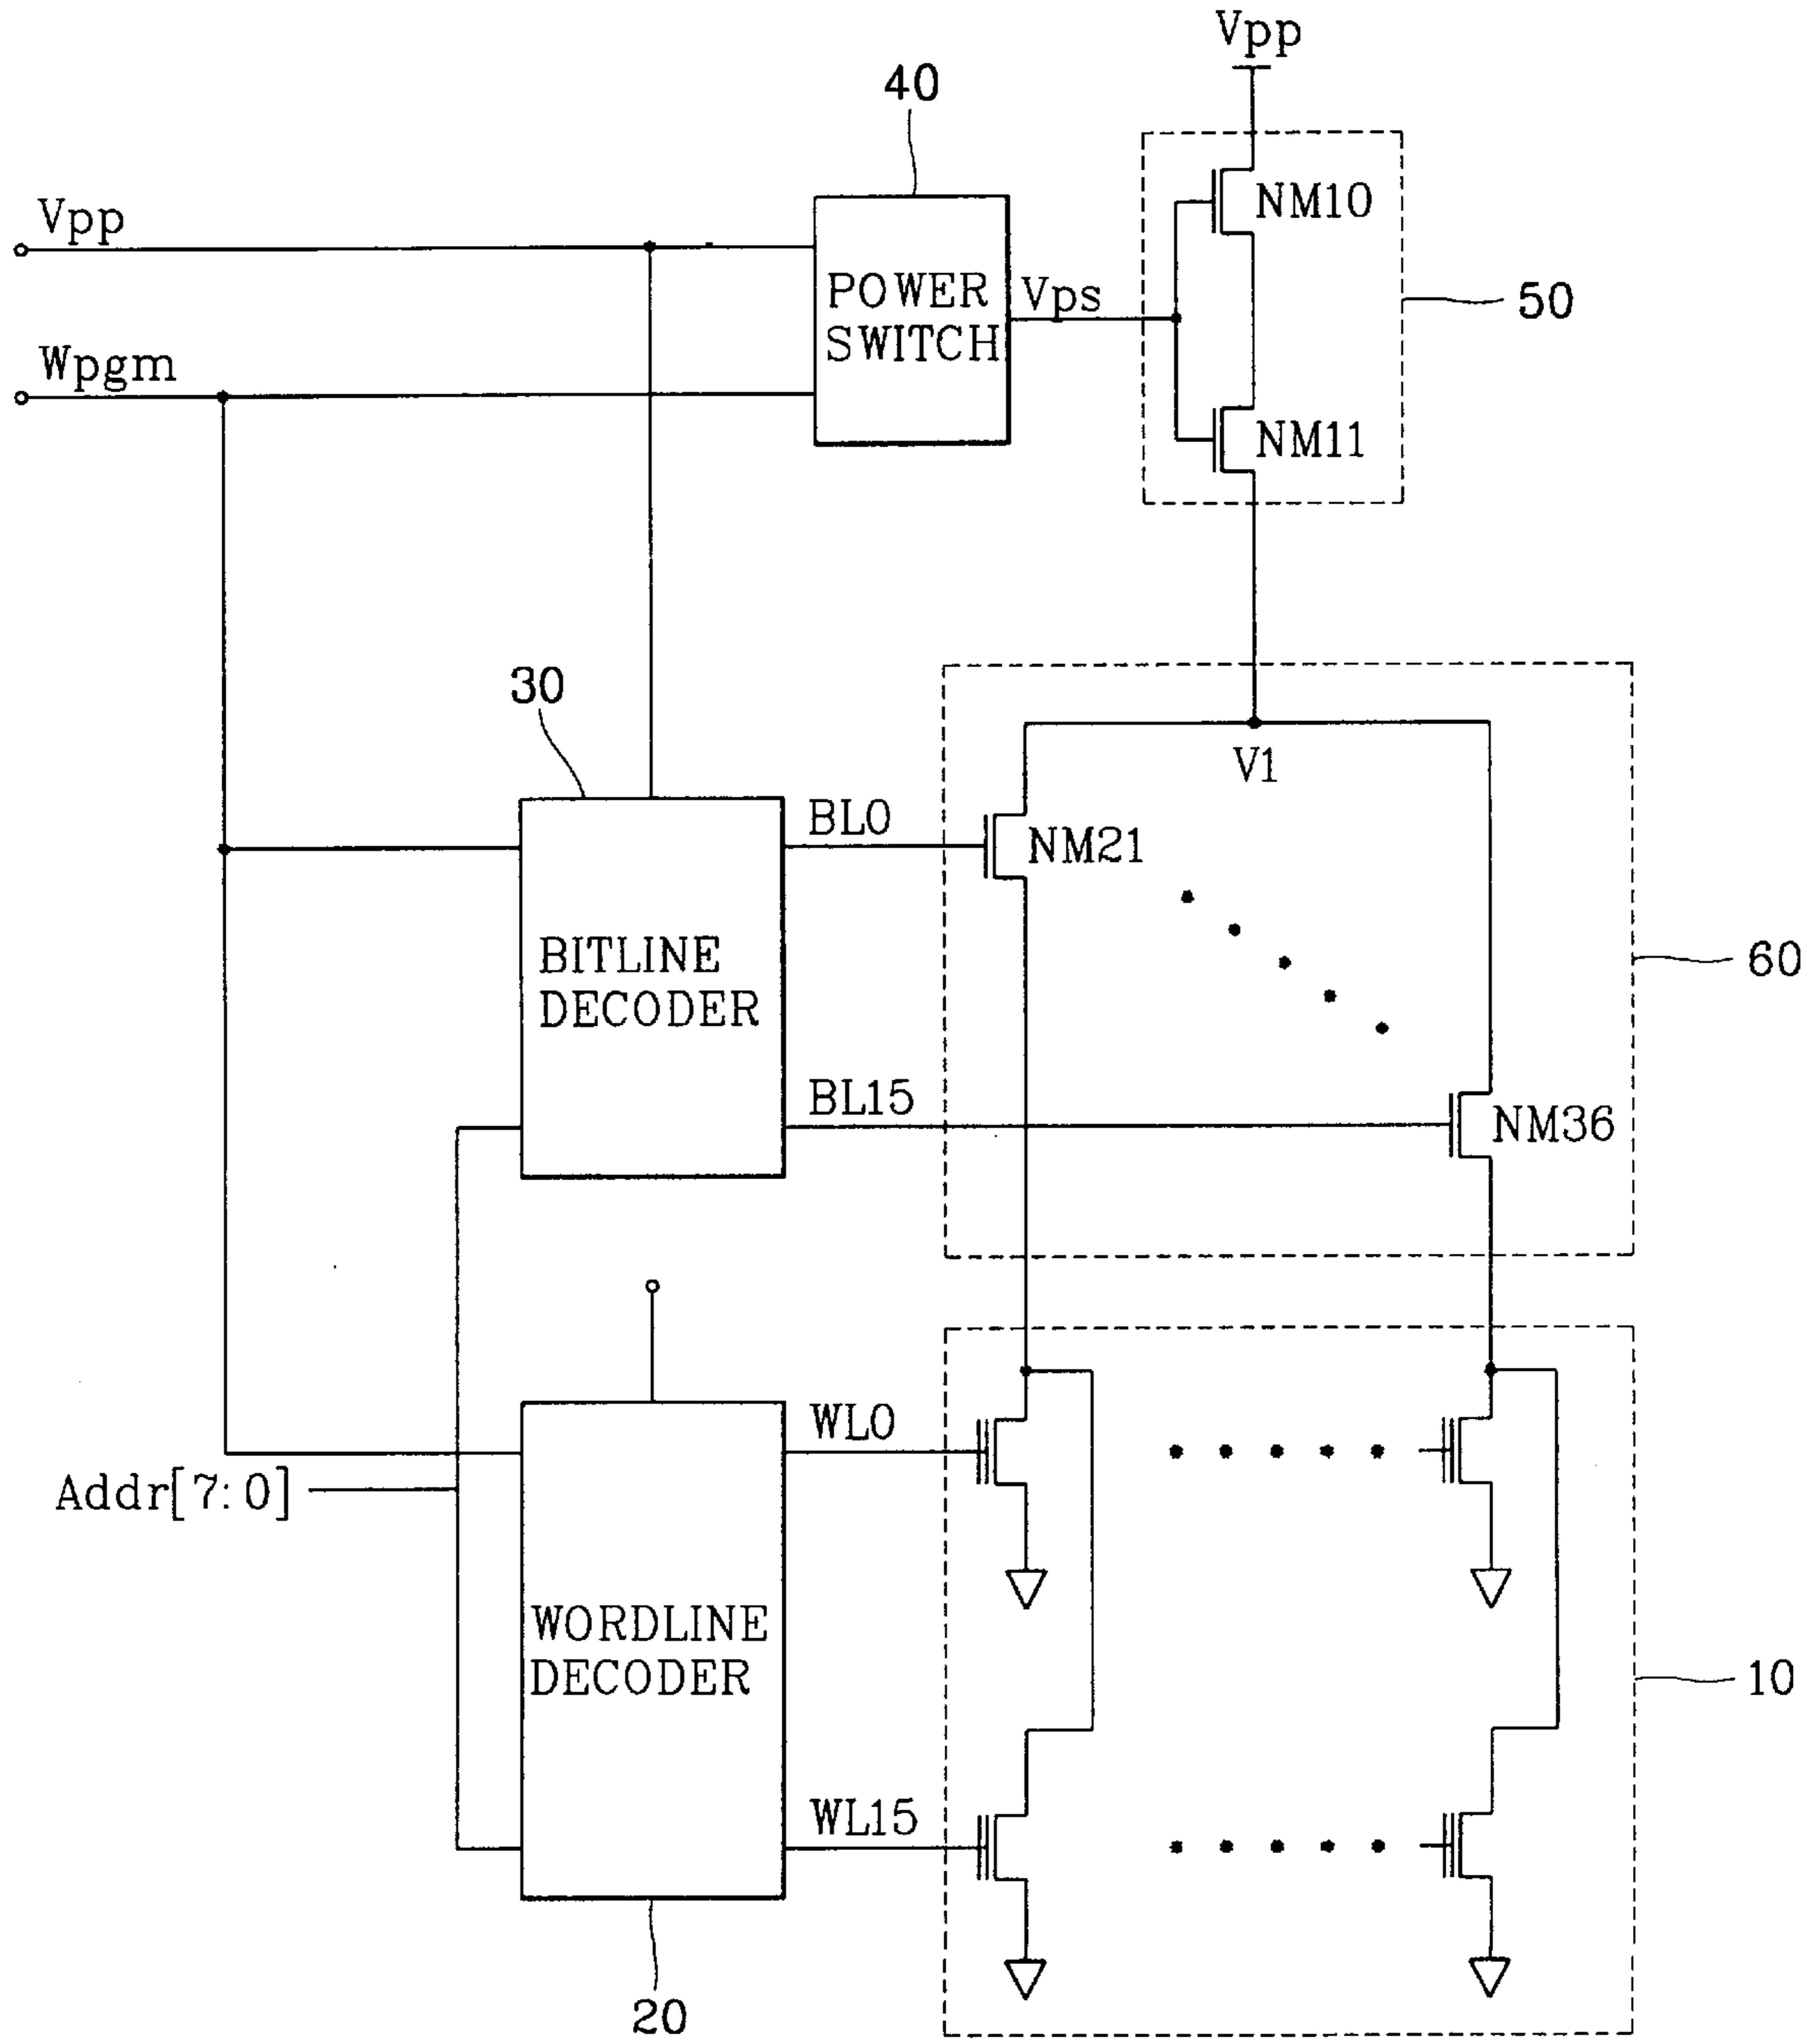 Vpp
40
Vpp
NM10
POWER
SWITCH
Vps
50
Wpgm
NM11
30
V1
BL0
NM21
BITLINE
DECODER
60
BL15
NM36
WL0
Addr[7:0]
WORDLINE
DECODER
10
WL15
20